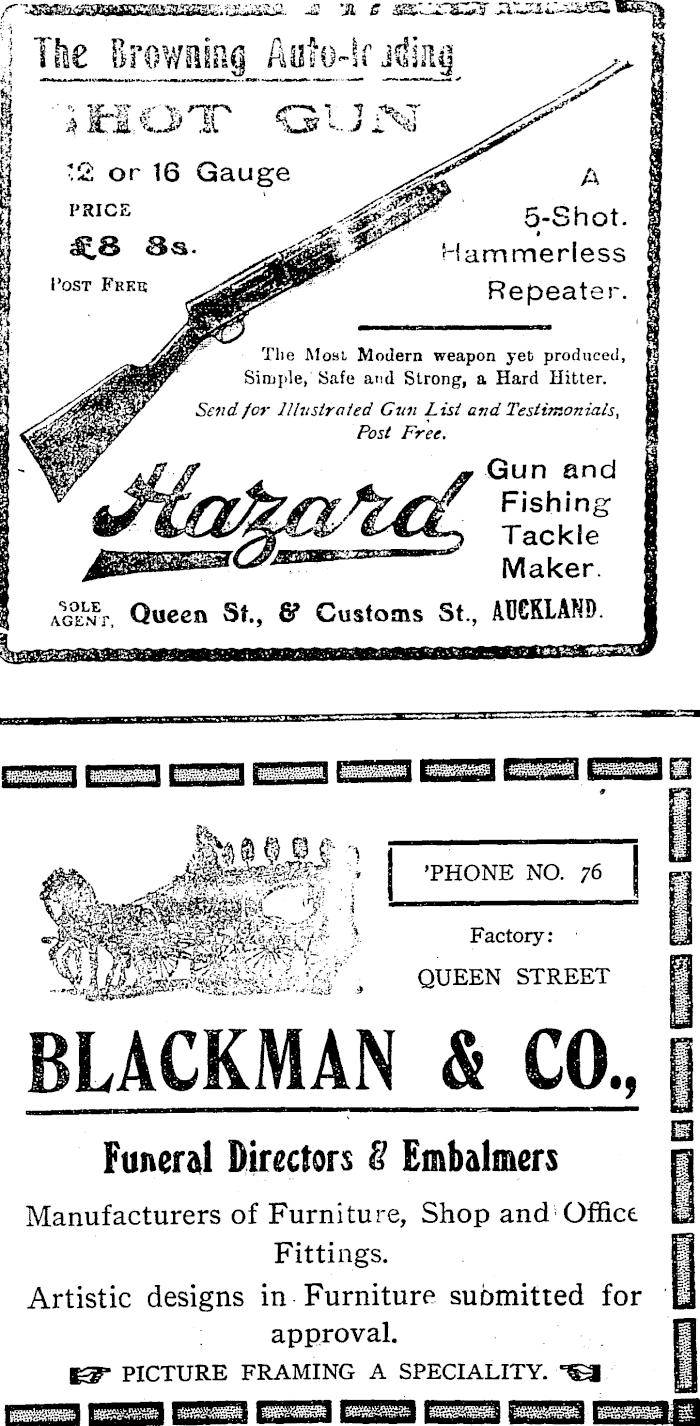 The Browning Auto-loading
SHOT GUN
12 or 16 Gauge
PRICE
£8 8s.
POST FREE
A
5-Shot.
Hammerless
Repeater.
The Most Modern weapon yet produced,
Simple, Safe and Strong, a Hard Hitter.
Send for Illustrated Gun List and Testimonials,
Post Free.
Hazard
Gun and
Fishing
Tackle
Maker.
SOLE AGENT, Queen St., & Customs St., AUCKLAND.
'PHONE NO. 76
Factory:
QUEEN STREET
BLACKMAN & CO.,
Funeral Directors & Embalmers
Manufacturers of Furniture, Shop and Office
Fittings.
Artistic designs in Furniture submitted for
approval.
PICTURE FRAMING A SPECIALITY.